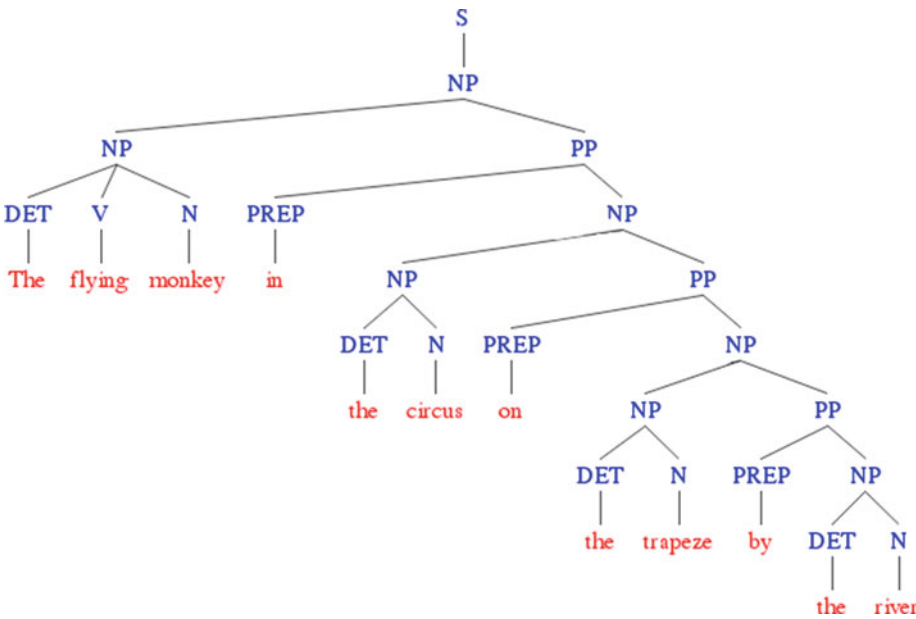 S
NP
NP PP
DET V N PREP NP
The flying monkey in NP PP
DET N PREP NP
the circus on NP PP
DET N PREP NP
the trapeze by DET N
the river